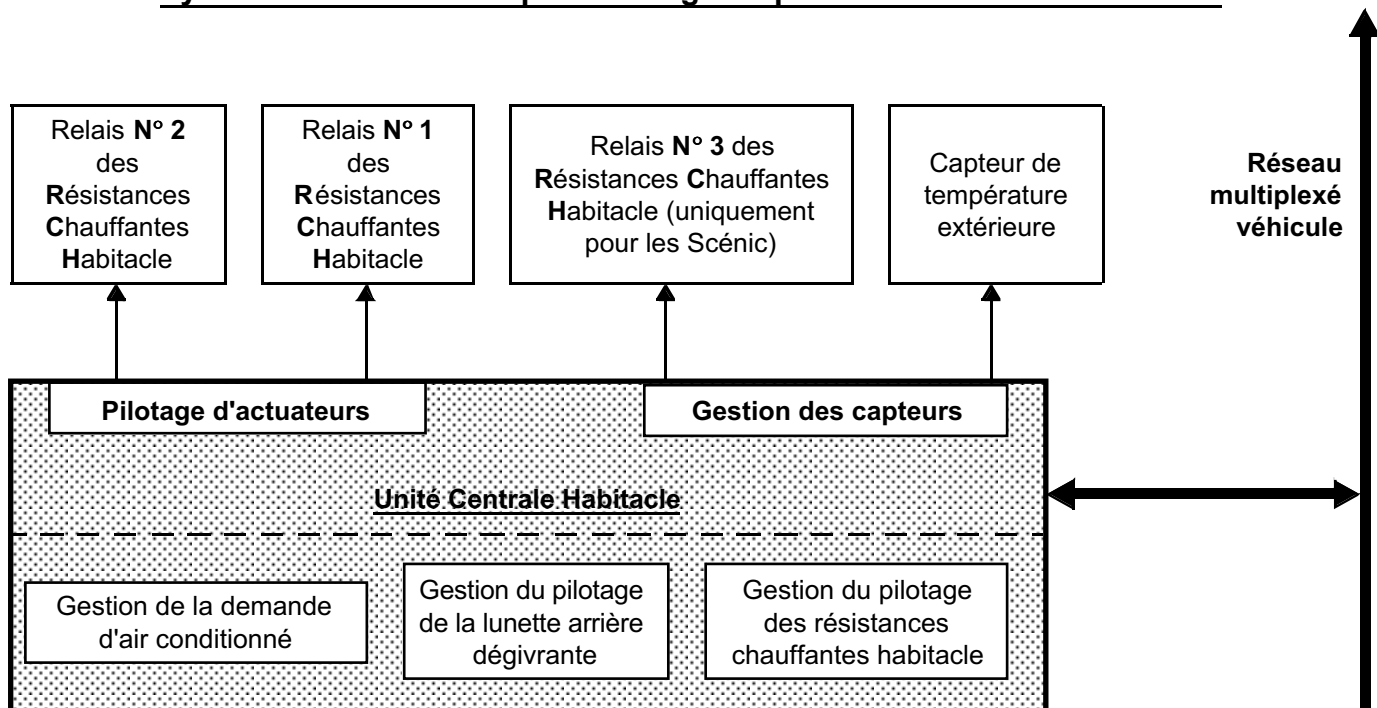 Relais N° 2
des
Résistances
Chauffantes
Habitacle
Relais N° 1
des
Résistances
Chauffantes
Habitacle
Relais N° 3 des
Résistances Chauffantes
Habitacle (uniquement
pour les Scénic)
Capteur de
température
extérieure
Réseau
multiplexé
véhicule
Pilotage d'actuateurs
Gestion des capteurs
Unité Centrale Habitacle
Gestion de la demande
d'air conditionné
Gestion du pilotage
de la lunette arrière
dégivrante
Gestion du pilotage
des résistances
chauffantes habitacle